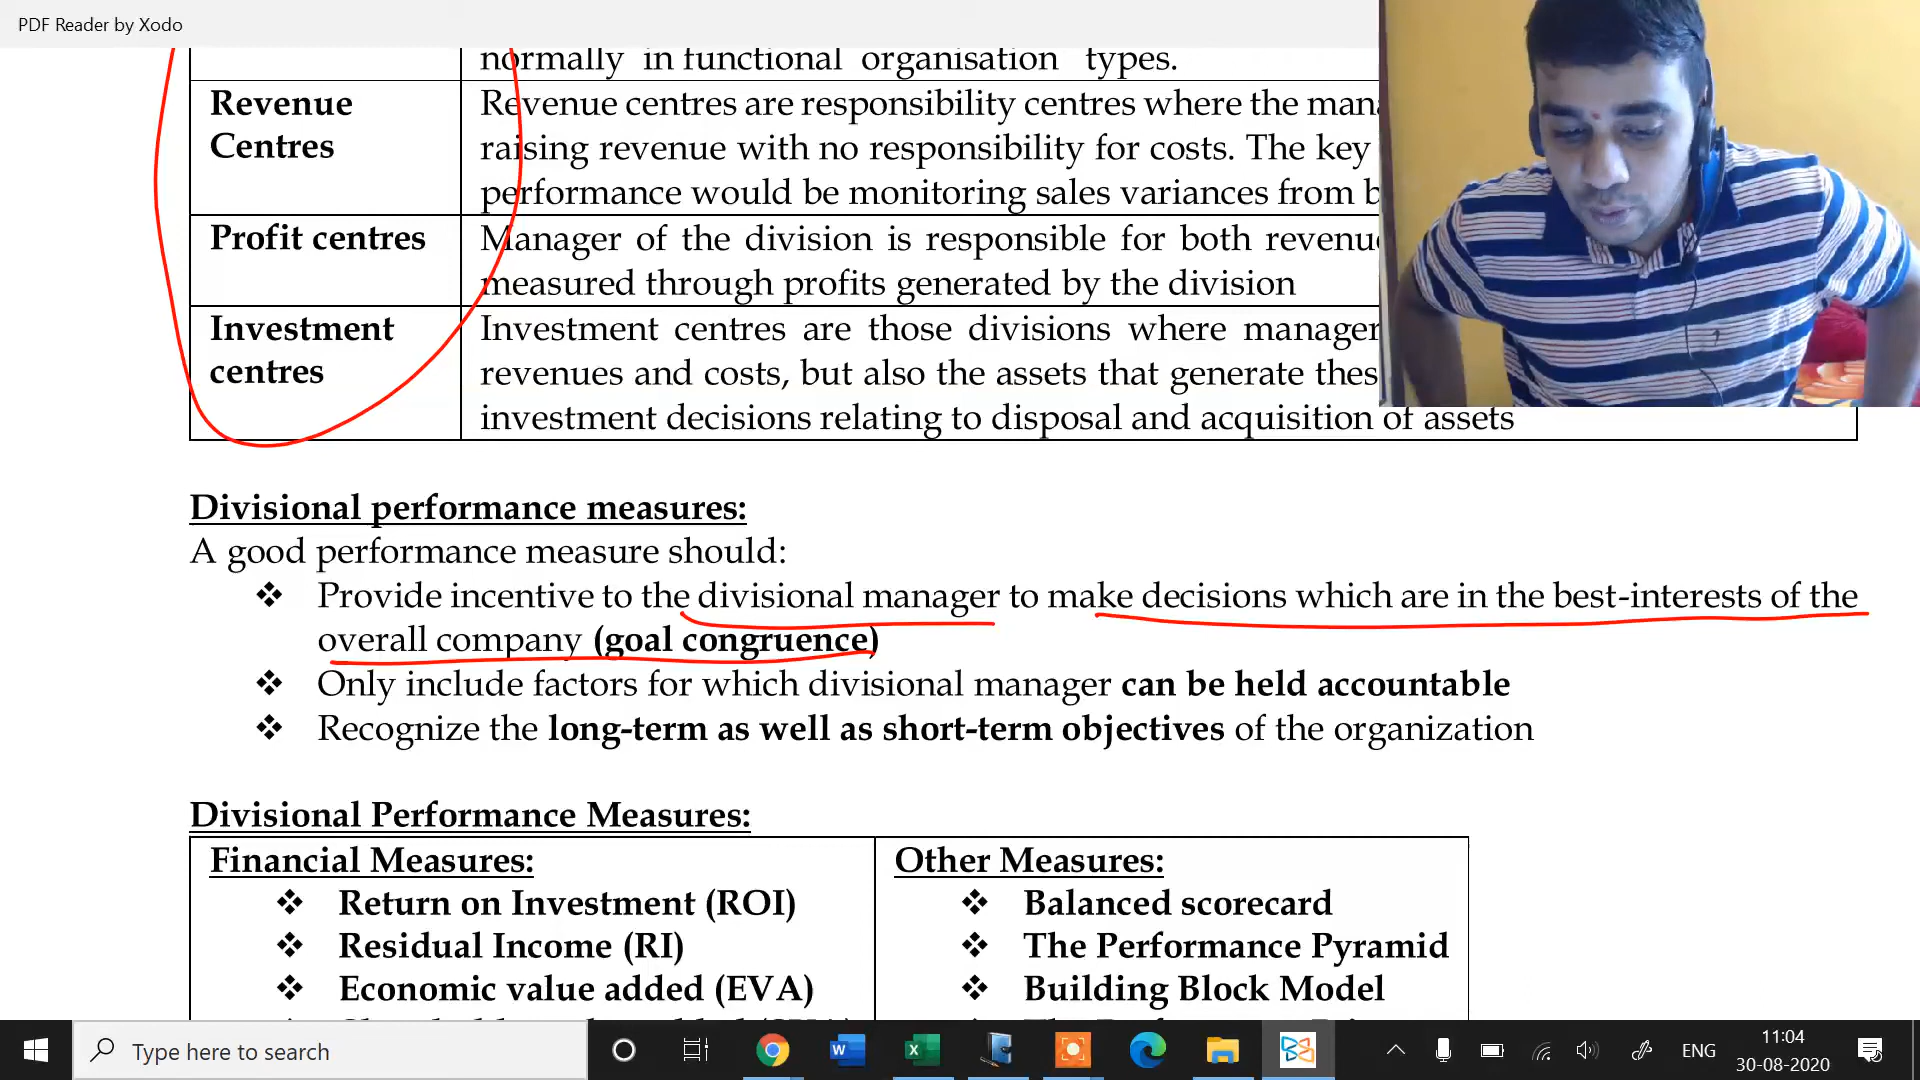 PDF Reader by Xodo
normally in functional organisation types.
Revenue Centres
Revenue centres are responsibility centres where the
raising revenue with no responsibility for costs. The key
performance would be monitoring sales variances from
Profit centres
Manager of the division is responsible for both
measured through profits generated by the division
Investment centres
Investment centres are those divisions where
revenues and costs, but also the assets that generate
investment decisions relating to disposal and acquisition of assets
Divisional performance measures:
A good performance measure should:
❖ Provide incentive to the divisional manager to make decisions which are in the best-interests of the
overall company (goal congruence)
❖ Only include factors for which divisional manager can be held accountable
❖ Recognize the long-term as well as short-term objectives of the organization
Divisional Performance Measures:
Financial Measures:
❖ Return on Investment (ROI)
❖ Residual Income (RI)
❖ Economic value added (EVA)
Other Measures:
❖ Balanced scorecard
❖ The Performance Pyramid
❖ Building Block Model
Type here to search
ENG
11:04
30-08-2020